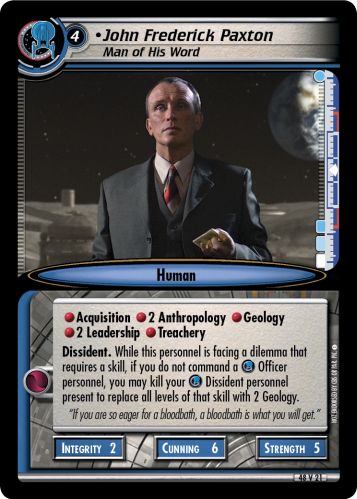 4
•John Frederick Paxton
Man of His Word
Human
•Acquisition •2 Anthropology •Geology
•2 Leadership •Treachery
Dissident. While this personnel is facing a dilemma that
requires a skill, if you do not command a Officer
personnel, you may kill your Dissident personnel
present to replace all levels of that skill with 2 Geology.
"If you are so eager for a bloodbath, a bloodbath is what you will get."
INTEGRITY 2 CUNNING 6 STRENGTH 5
48 V 21